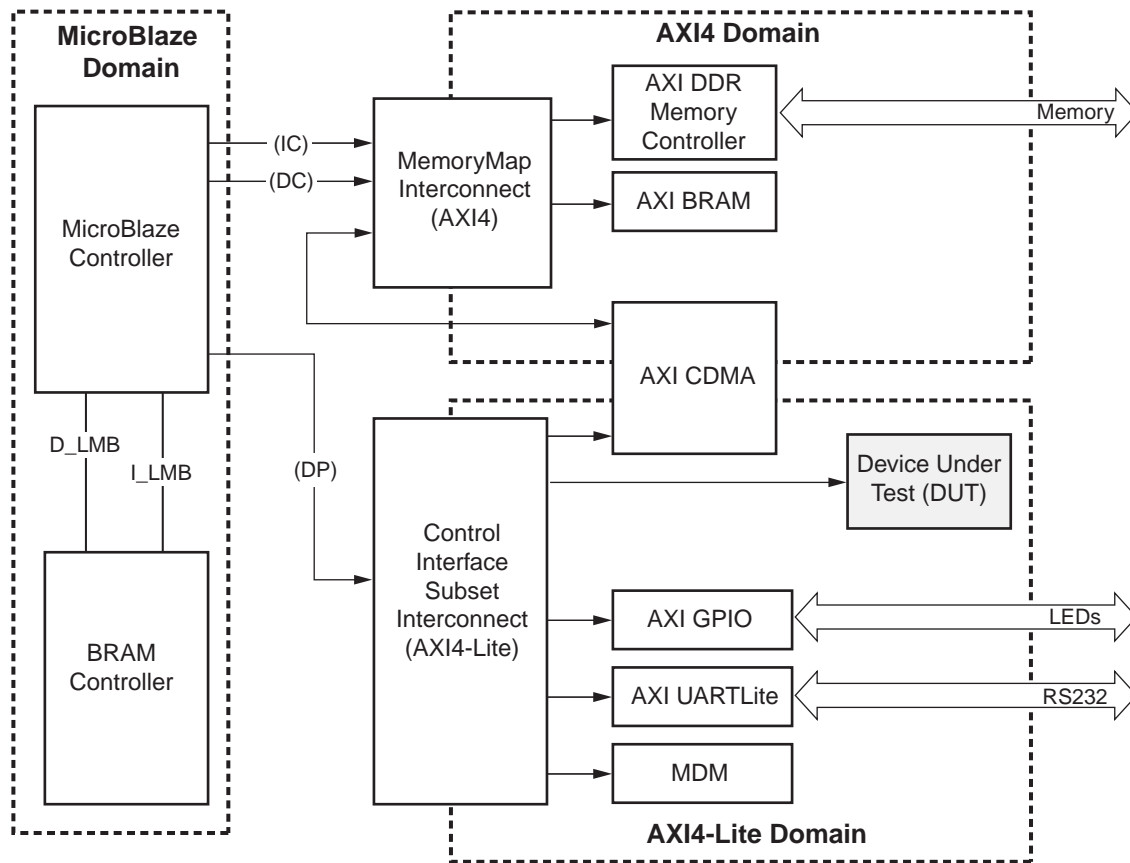 MicroBlaze
Domain
AXI4 Domain
MicroBlaze
Controller
(IC)
(DC)
MemoryMap
Interconnect
(AXI4)
AXI DDR
Memory
Controller
Memory
AXI BRAM
AXI CDMA
D_LMB
I_LMB
(DP)
BRAM
Controller
Control
Interface
Subset
Interconnect
(AXI4-Lite)
Device Under
Test (DUT)
AXI GPIO
LEDs
AXI UARTLite
RS232
MDM
AXI4-Lite Domain